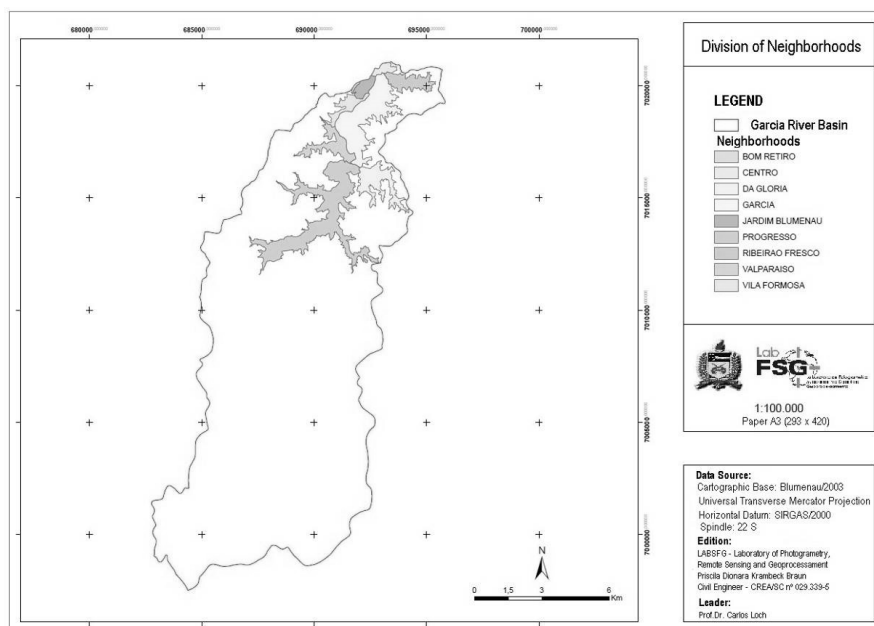 680000
685000
690000
695000
700000
7020000
7015000
7010000
7005000
7000000
N
0 1,5 3 6
Km
Division of Neighborhoods
LEGEND
Garcia River Basin
Neighborhoods
BOM RETIRO
CENTRO
DA GLORIA
GARCIA
JARDIM BLUMENAU
PROGRESSO
RIBEIRAO FRESCO
VALPARAISO
VILA FORMOSA
Lab
FSG
1:100.000
Paper A3 (293 x 420)
Data Source:
Cartographic Base: Blumenau/2003
Universal Transverse Mercator Projection
Horizontal Datum: SIRGAS/2000
Spindle: 22 S
Edition:
LABSFG - Laboratory of Photogrametry,
Remote Sensing and Geoprocessament
Priscila Dionara Krambeck Braun
Civil Engineer - CREA/SC nº 029.339-5
Leader:
Prof.Dr. Carlos Loch